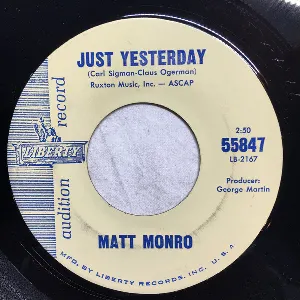 JUST YESTERDAY
(Carl Sigman-Claus Ogerman)
Ruxton Music, Inc. — ASCAP
audition record
LIBERTY
2:50
55847
LB-2167
Producer:
George Martin
MATT MONRO
MFG. BY LIBERTY RECORDS, INC. U.S.A